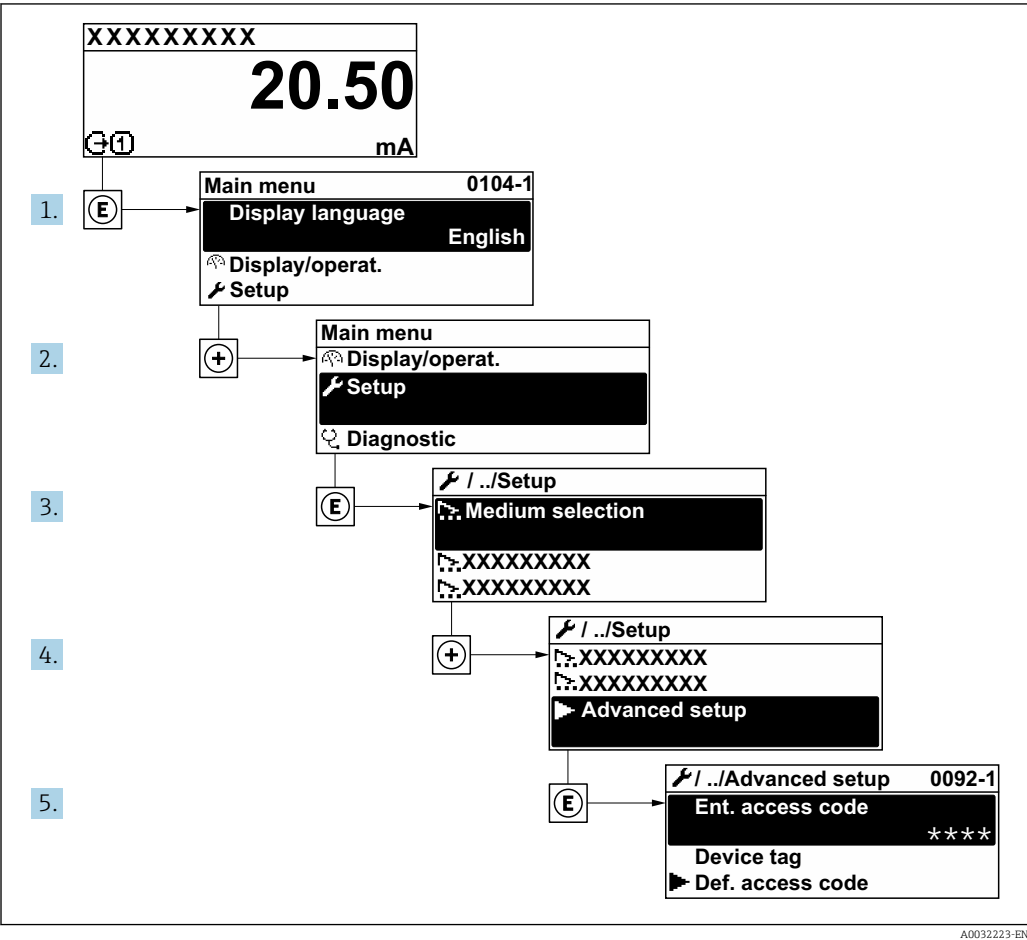 XXXXXXXXX
20.50
1 mA
1. E Main menu 0104-1
Display language
English
Display/operat.
Setup
2. + Main menu
Display/operat.
Setup
Diagnostic
3. E / ../Setup
Medium selection
XXXXXXXXX
XXXXXXXXX
4. + / ../Setup
XXXXXXXXX
XXXXXXXXX
Advanced setup
5. E / ../Advanced setup 0092-1
Ent. access code
****
Device tag
Def. access code
A0032223-EN